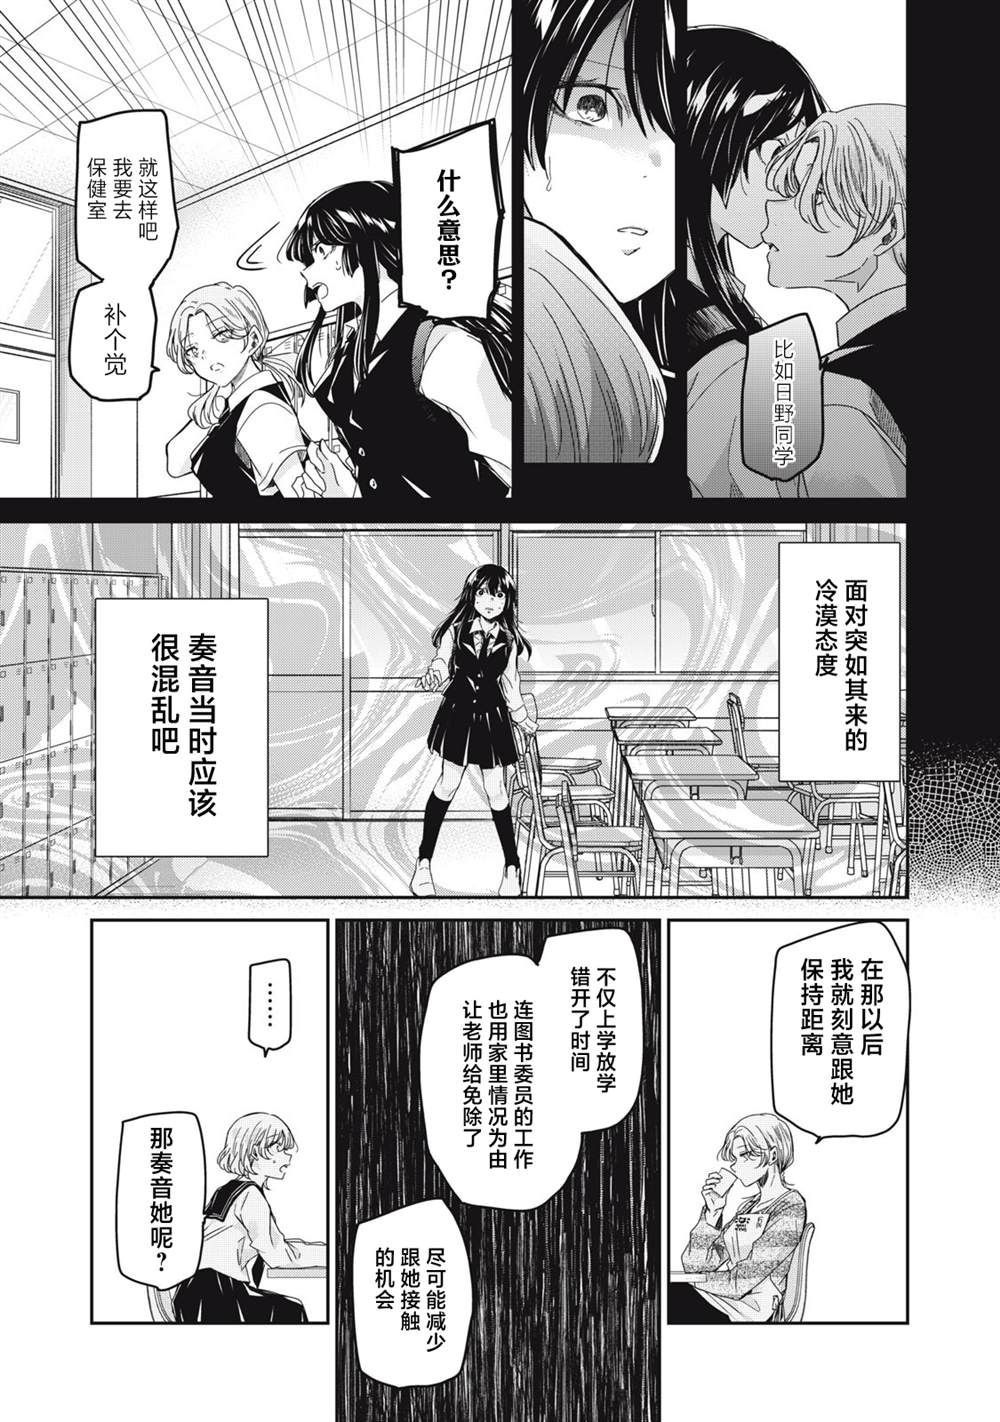 比如日野同学
什么意思？
就这样吧
我要去
保健室
补个觉
面对突如其来的
冷漠态度
奏音当时应该
很混乱吧
在那以后
我就刻意跟她
保持距离
不仅上学放学
错开了时间
连图书委员的工作
也用家里情况为由
让老师给免除了
尽可能减少
跟她接触
的机会
……
那奏音她呢？